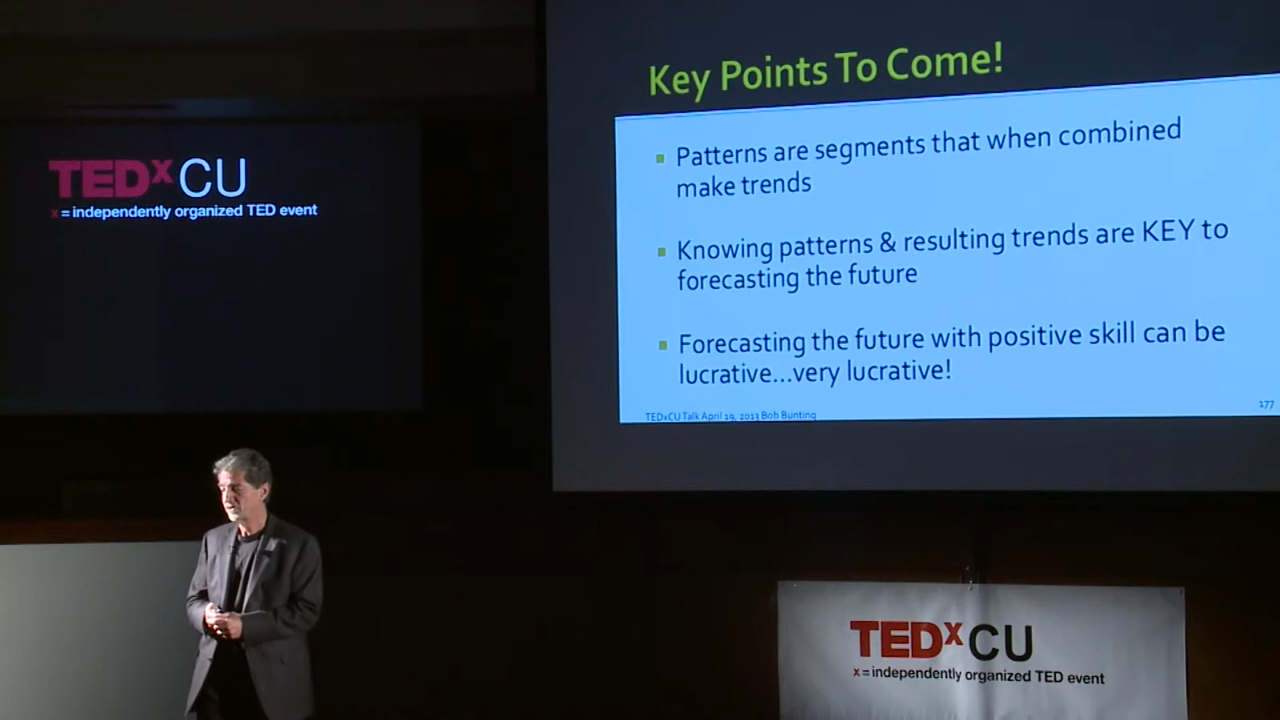 TEDxCU
x = independently organized TED event
Key Points To Come!
Patterns are segments that when combined
make trends
Knowing patterns & resulting trends are KEY to
forecasting the future
Forecasting the future with positive skill can be
lucrative...very lucrative!
TEDxCU Talk April 19, 2013 Bob Bunting
177
TEDxCU
x = independently organized TED event